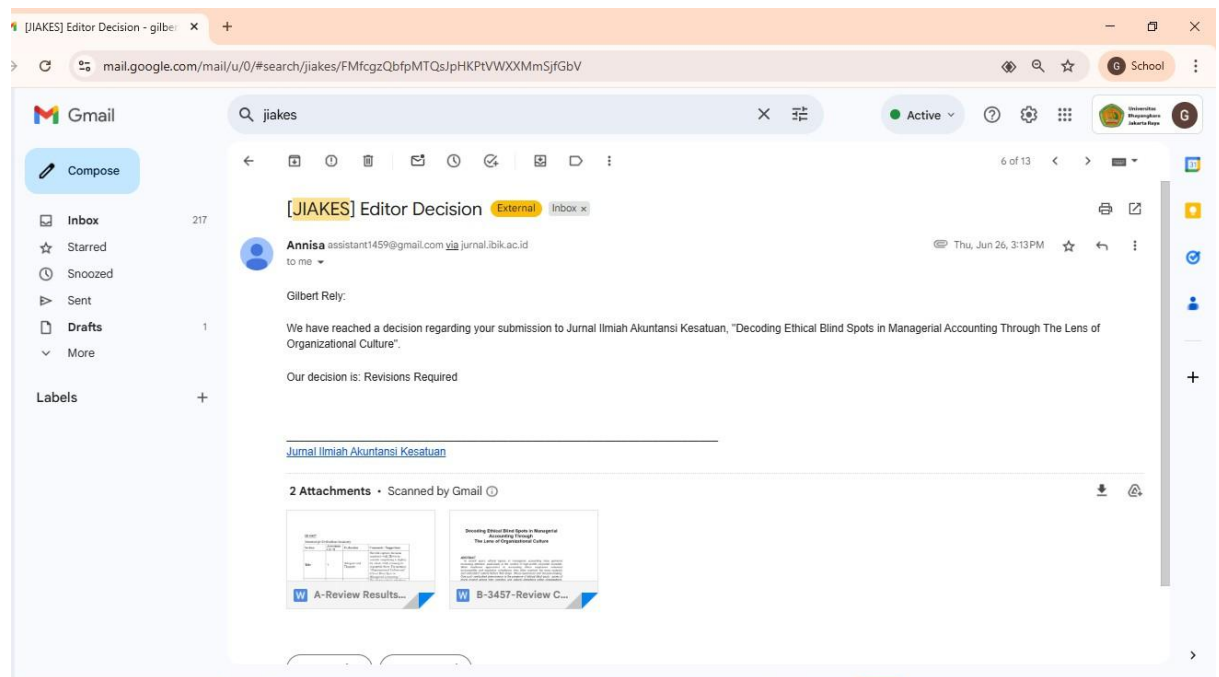 [JIAKES] Editor Decision - gilber
mail.google.com/mail/u/0/#search/jiakes/FMfcgzQbfpMTQsJpHKPtVWXXMmSjfGbV
G School
Gmail
jiakes
Active
Universitas
Bhayangkara
Jakarta Raya
G
Compose
6 of 13
31
[JIAKES] Editor Decision External Inbox x
Inbox 217
Starred
Snoozed
Sent
Drafts 1
More
Labels
Annisa assistant1459@gmail.com via jurnal.ibik.ac.id
Thu, Jun 26, 3:13 PM
to me
Gilbert Rely:
We have reached a decision regarding your submission to Jurnal Ilmiah Akuntansi Kesatuan, "Decoding Ethical Blind Spots in Managerial Accounting Through The Lens of
Organizational Culture".
Our decision is: Revisions Required
Jurnal Ilmiah Akuntansi Kesatuan
2 Attachments • Scanned by Gmail
Decoding Ethical Blind Spots in Managerial
Accounting Through
The Lens of Organizational Culture
W A-Review Results...
W B-3457-Review C...